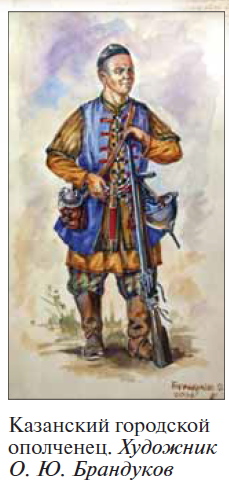 Казанский городской
ополченец. Художник
О. Ю. Брандуков